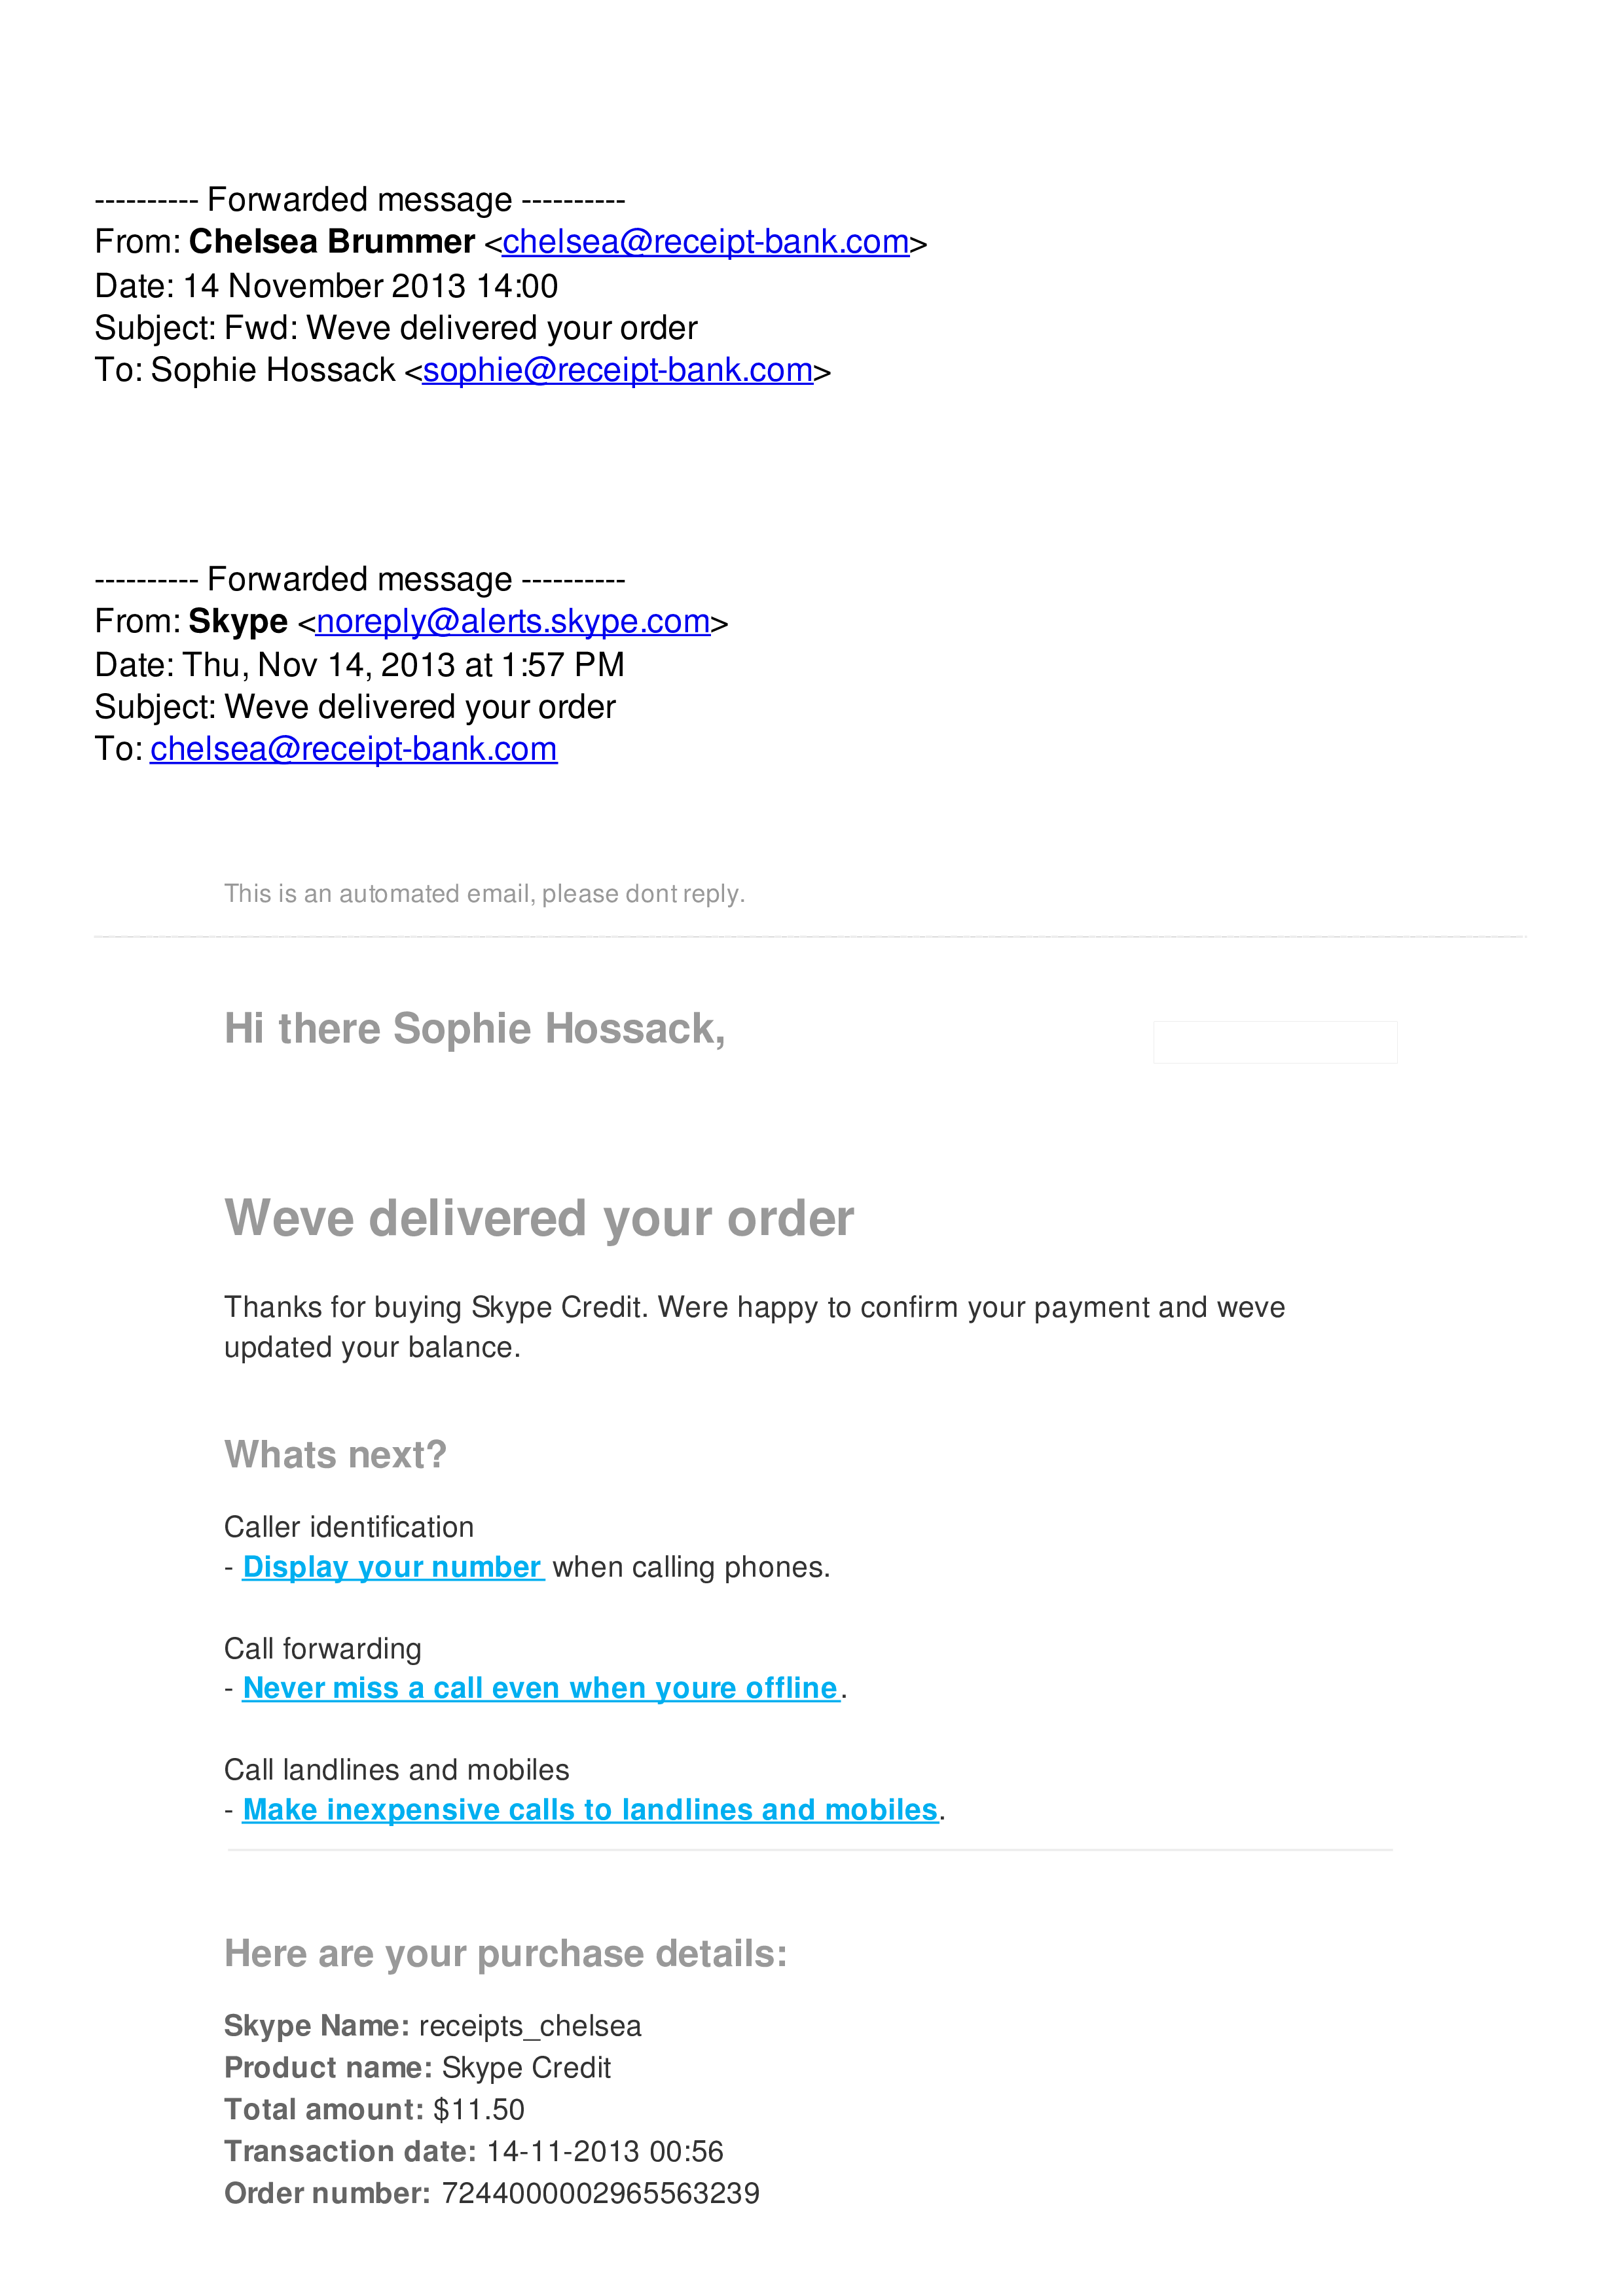 ---------- Forwarded message ----------
From: Chelsea Brummer <chelsea@receipt-bank.com>
Date: 14 November 2013 14:00
Subject: Fwd: Weve delivered your order
To: Sophie Hossack <sophie@receipt-bank.com>
---------- Forwarded message ----------
From: Skype <noreply@alerts.skype.com>
Date: Thu, Nov 14, 2013 at 1:57 PM
Subject: Weve delivered your order
To: chelsea@receipt-bank.com
This is an automated email, please dont reply.
Hi there Sophie Hossack,
Weve delivered your order
Thanks for buying Skype Credit. Were happy to confirm your payment and weve
updated your balance.
Whats next?
Caller identification
- Display your number when calling phones.
Call forwarding
- Never miss a call even when youre offline.
Call landlines and mobiles
- Make inexpensive calls to landlines and mobiles.
Here are your purchase details:
Skype Name: receipts_chelsea
Product name: Skype Credit
Total amount: $11.50
Transaction date: 14-11-2013 00:56
Order number: 7244000002965563239